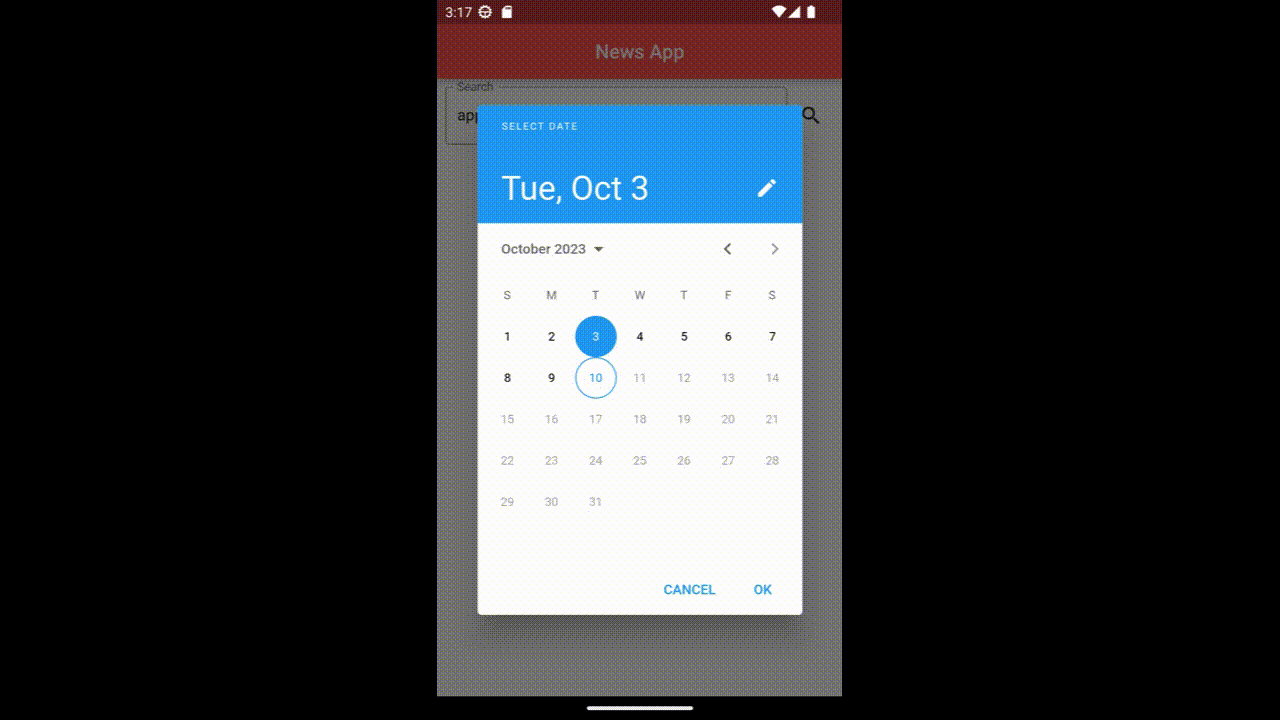 3:17
News App
Search
app
SELECT DATE
Tue, Oct 3
October 2023
S M T W T F S
1 2 3 4 5 6 7
8 9 10 11 12 13 14
15 16 17 18 19 20 21
22 23 24 25 26 27 28
29 30 31
CANCEL OK